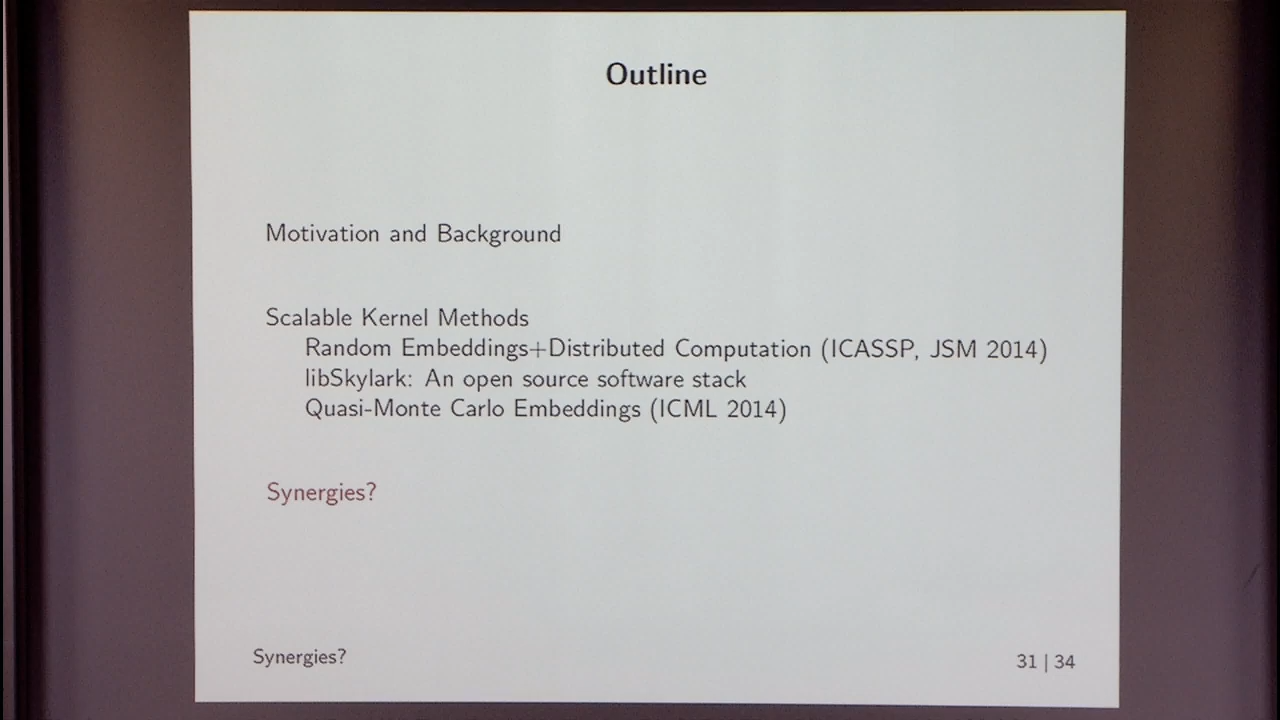 Outline
Motivation and Background
Scalable Kernel Methods
Random Embeddings+Distributed Computation (ICASSP, JSM 2014)
libSkylark: An open source software stack
Quasi-Monte Carlo Embeddings (ICML 2014)
Synergies?
Synergies?
31 | 34